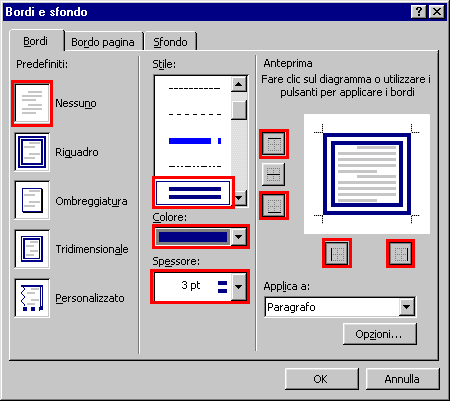 Bordi e sfondo
Bordi
Bordo pagina
Sfondo
Predefiniti:
Nessuno
Riquadro
Ombreggiatura
Tridimensionale
Personalizzato
Stile:
Colore:
Spessore:
3 pt
Anteprima
Fare clic sul diagramma o utilizzare i
pulsanti per applicare i bordi
Applica a:
Paragrafo
Opzioni...
OK
Annulla